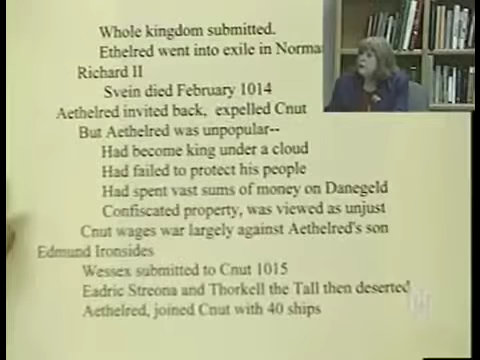 Whole kingdom submitted.
Ethelred went into exile in Norma
Richard II
Svein died February 1014
Aethelred invited back, expelled Cnut
But Aethelred was unpopular--
Had become king under a cloud
Had failed to protect his people
Had spent vast sums of money on Danegeld
Confiscated property, was viewed as unjust
Cnut wages war largely against Aethelred's son
Edmund Ironsides
Wessex submitted to Cnut 1015
Eadric Streona and Thorkell the Tall then deserted
Aethelred, joined Cnut with 40 ships